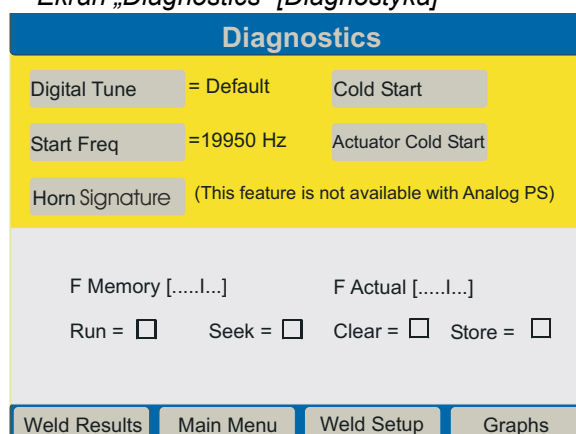 Ekran „Diagnostics” [Diagnostyka]
Diagnostics
Digital Tune = Default Cold Start
Start Freq =19950 Hz Actuator Cold Start
Horn Signature (This feature is not available with Analog PS)
F Memory [.....I...] F Actual [.....I...]
Run = Seek = Clear = Store =
Weld Results Main Menu Weld Setup Graphs